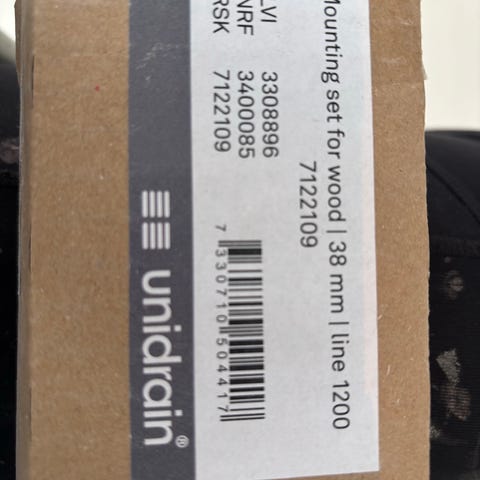 Mounting set for wood | 38 mm | line 1200
7122109
LVI 3308896
NRF 3400085
RSK 7122109
7 330710 504417
unidrain®